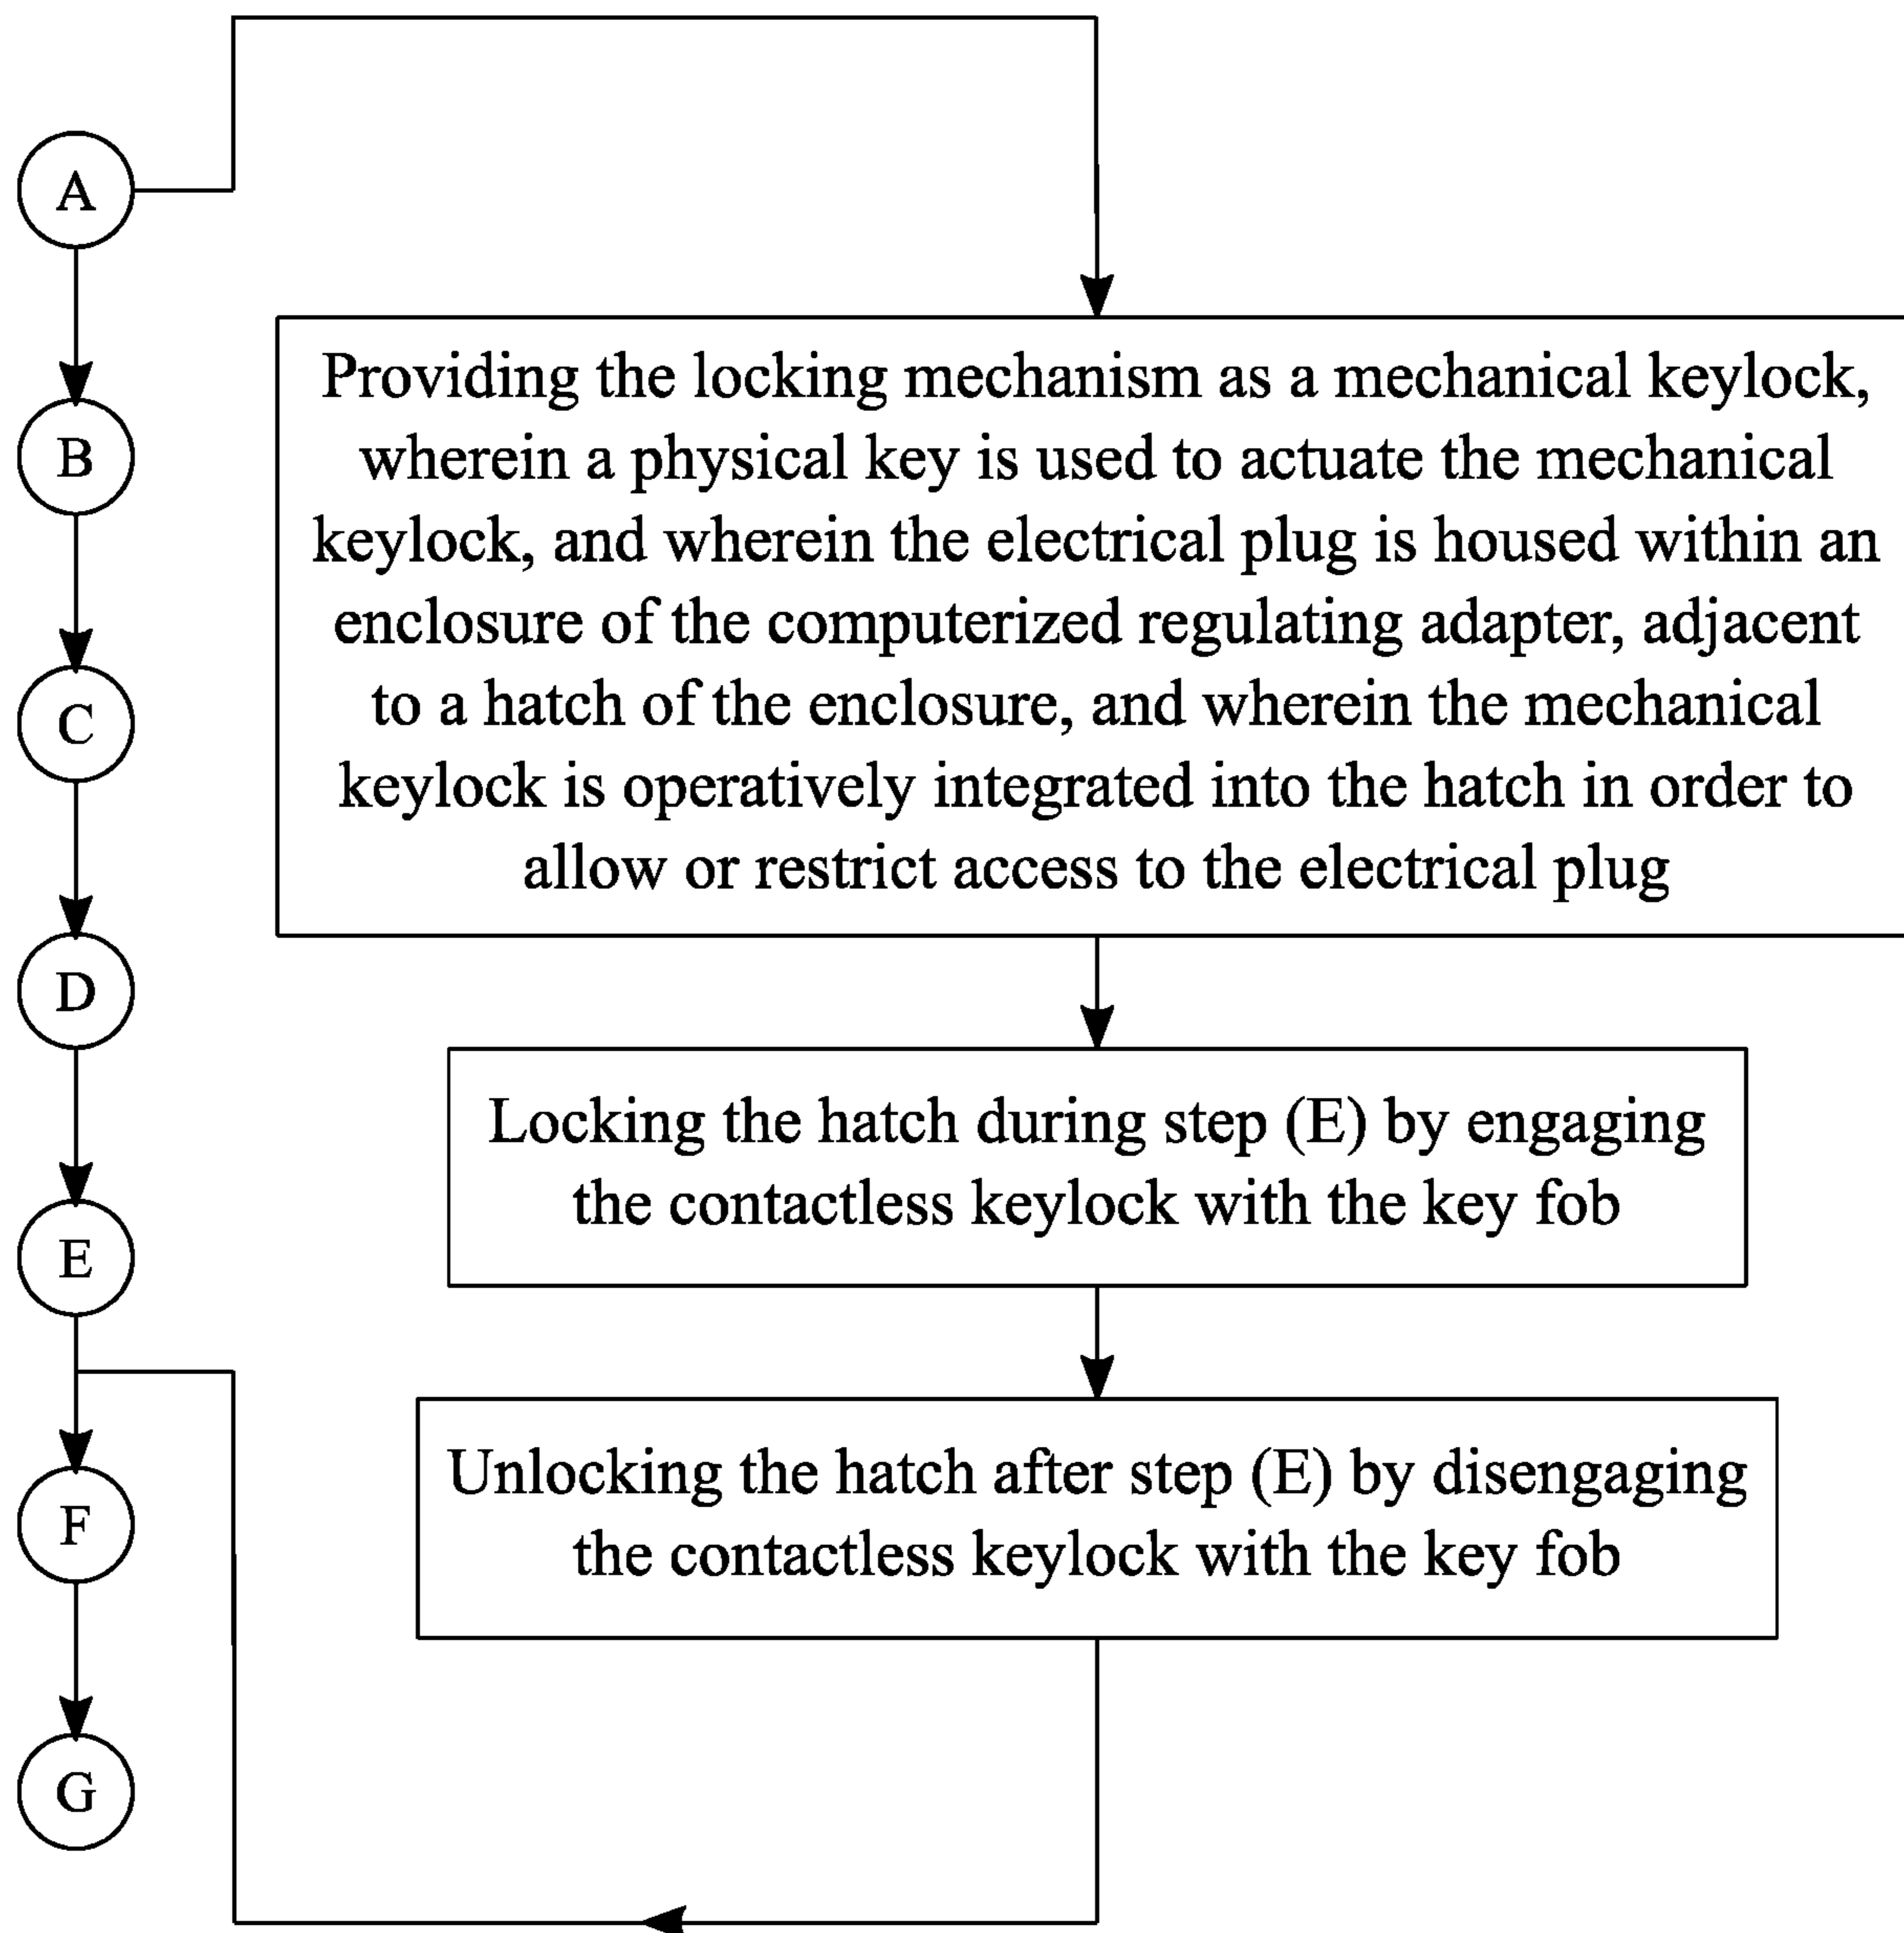 A
B
C
D
E
F
G
Providing the locking mechanism as a mechanical keylock,
wherein a physical key is used to actuate the mechanical
keylock, and wherein the electrical plug is housed within an
enclosure of the computerized regulating adapter, adjacent
to a hatch of the enclosure, and wherein the mechanical
keylock is operatively integrated into the hatch in order to
allow or restrict access to the electrical plug
Locking the hatch during step (E) by engaging
the contactless keylock with the key fob
Unlocking the hatch after step (E) by disengaging
the contactless keylock with the key fob